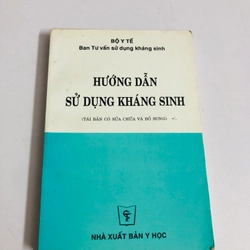 BỘ Y TẾ
Ban Tư vấn sử dụng kháng sinh
HƯỚNG DẪN
SỬ DỤNG KHÁNG SINH
(TÁI BẢN CÓ SỬA CHỮA VÀ BỔ SUNG)
NHÀ XUẤT BẢN Y HỌC